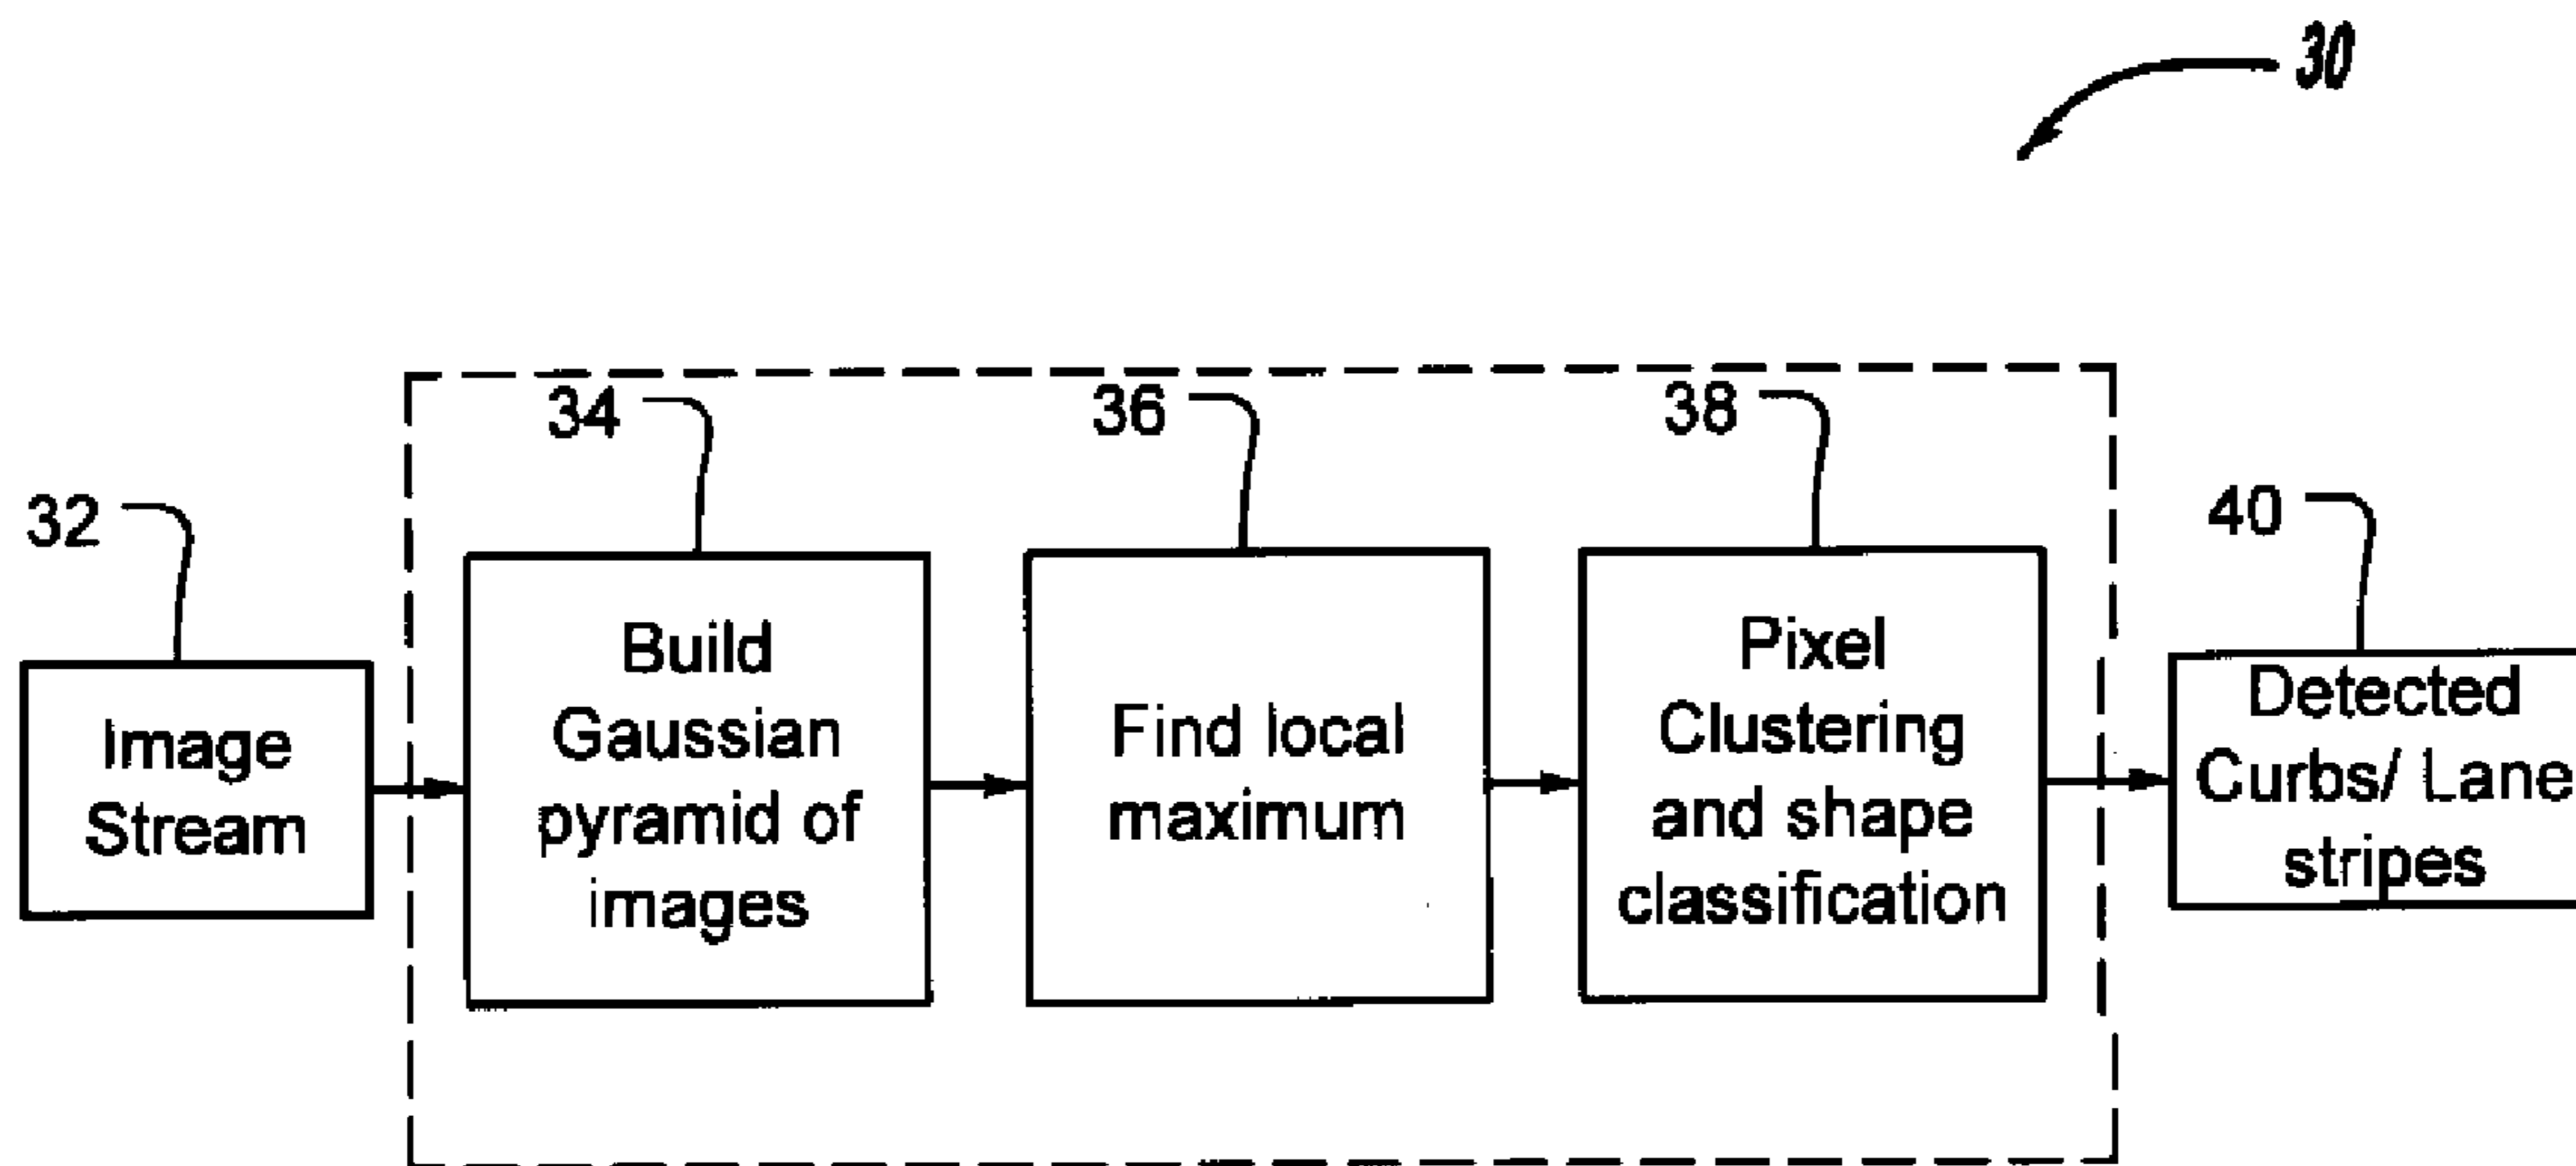 30
34
36
38
32
40
Image
Stream
Build
Gaussian
pyramid of
images
Find local
maximum
Pixel
Clustering
and shape
classification
Detected
Curbs/ Lane
stripes